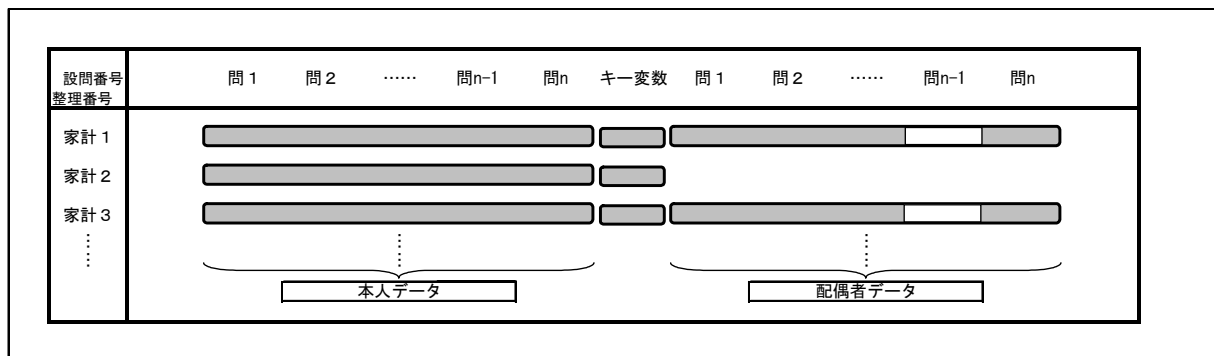 設問番号 問１ 問２ …… 問n-1 問n キー変数 問１ 問２ …… 問n-1 問n
整理番号
家計１
家計２
家計３
本人データ 配偶者データ